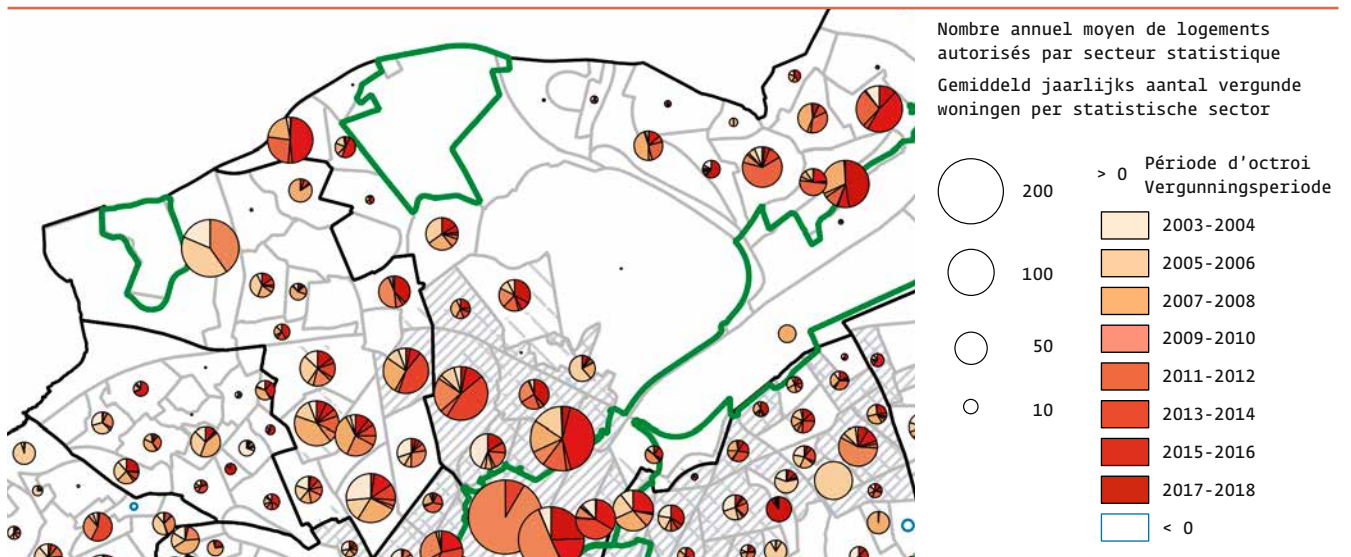 Nombre annuel moyen de logements
autorisés par secteur statistique
Gemiddeld jaarlijks aantal vergunde
woningen per statistische sector
200
100
50
10
> 0 Période d'octroi
Vergunningsperiode
2003-2004
2005-2006
2007-2008
2009-2010
2011-2012
2013-2014
2015-2016
2017-2018
< 0